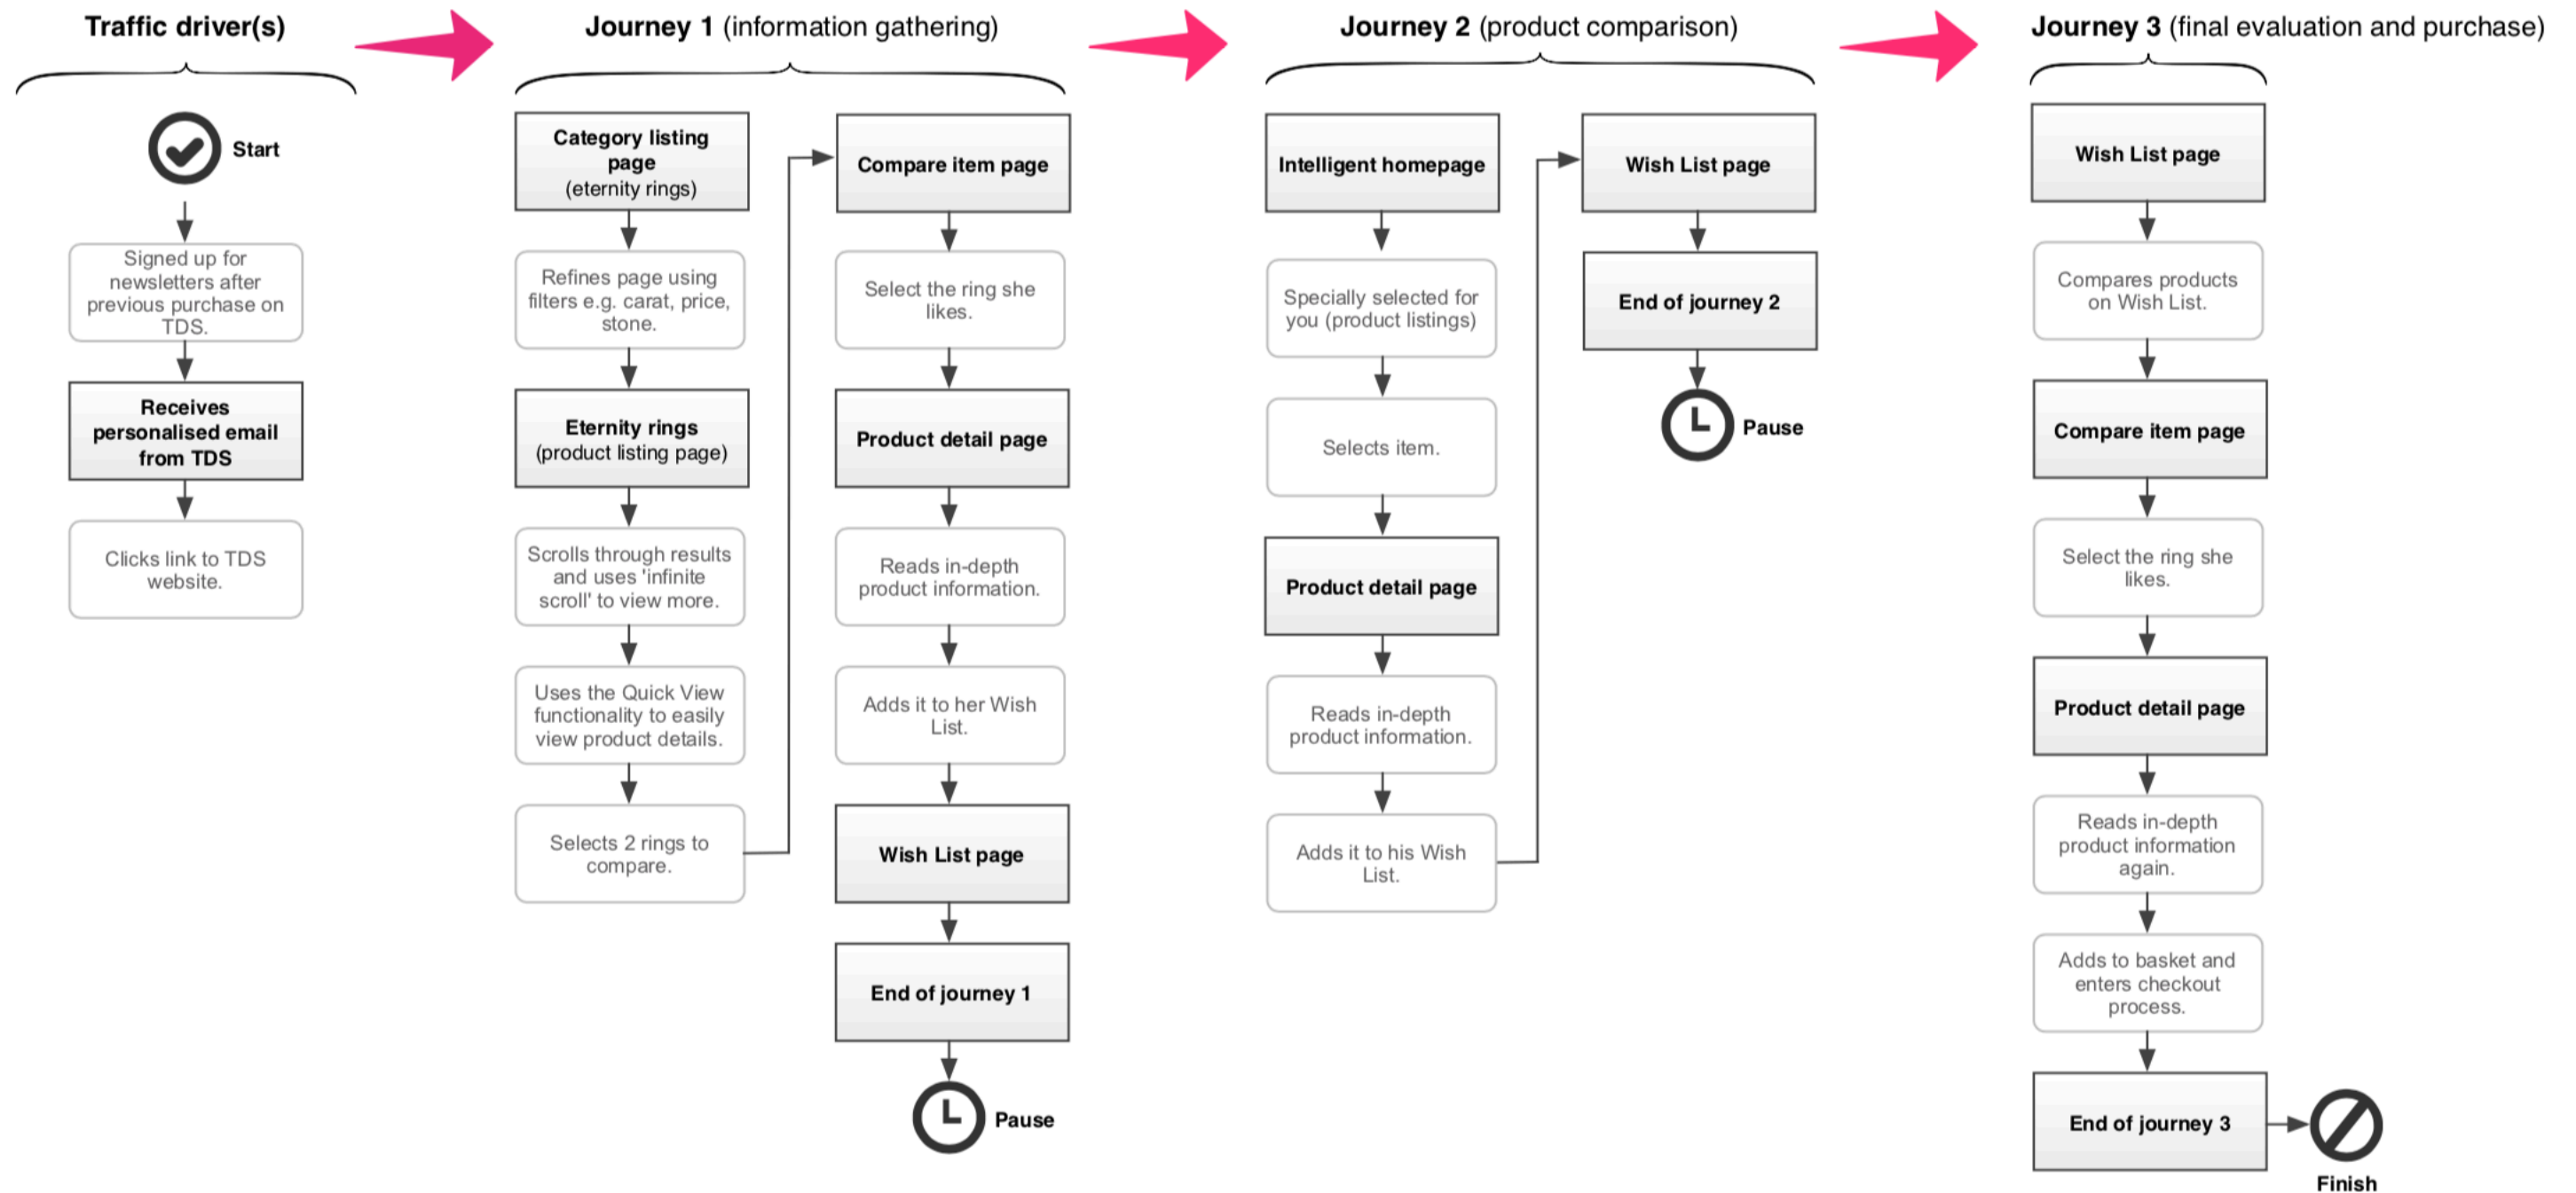 Traffic driver(s)
Start
Signed up for
newsletters after
previous purchase on
TDS.
Receives
personalised email
from TDS
Clicks link to TDS
website.
Journey 1 (information gathering)
Category listing
page
(eternity rings)
Refines page using
filters e.g. carat, price,
stone.
Eternity rings
(product listing page)
Scrolls through results
and uses 'infinite
scroll' to view more.
Uses the Quick View
functionality to easily
view product details.
Selects 2 rings to
compare.
Compare item page
Select the ring she
likes.
Product detail page
Reads in-depth
product information.
Adds it to her Wish
List.
Wish List page
End of journey 1
Pause
Journey 2 (product comparison)
Intelligent homepage
Specially selected for
you (product listings)
Selects item.
Product detail page
Reads in-depth
product information.
Adds it to his Wish
List.
Wish List page
End of journey 2
Pause
Journey 3 (final evaluation and purchase)
Wish List page
Compares products
on Wish List.
Compare item page
Select the ring she
likes.
Product detail page
Reads in-depth
product information
again.
Adds to basket and
enters checkout
process.
End of journey 3
Finish